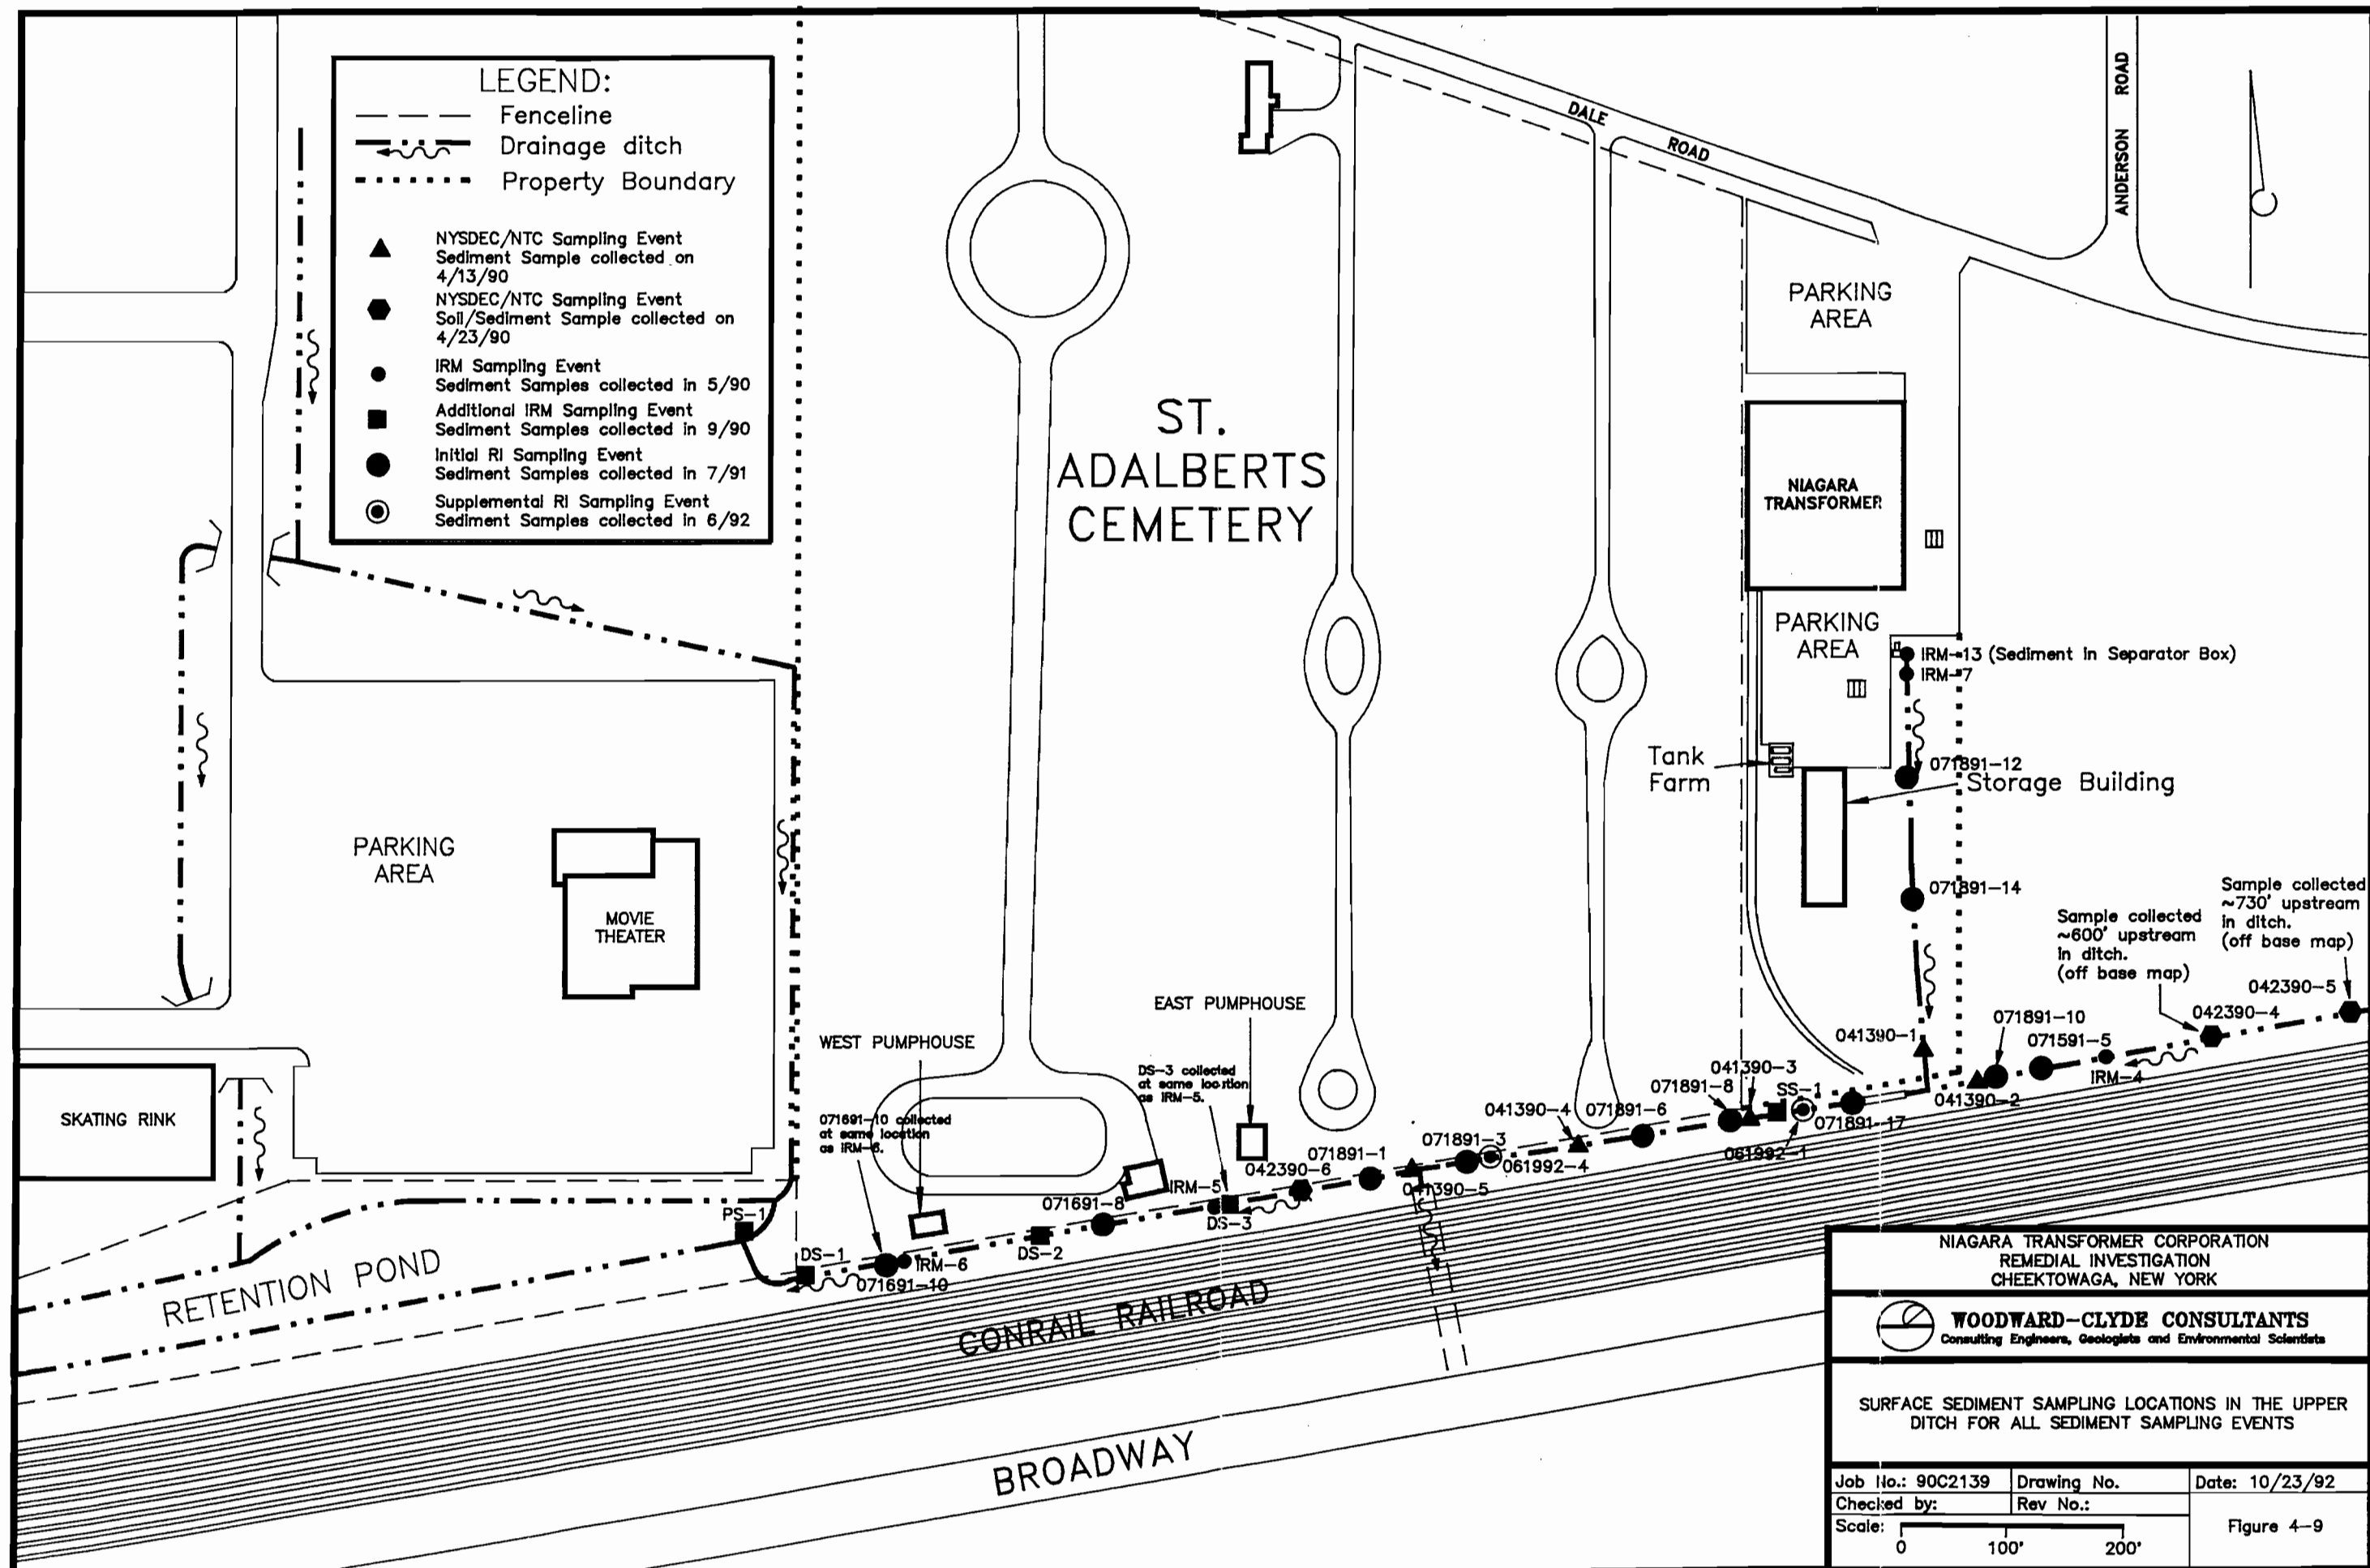 LEGEND:
Fenceline
Drainage ditch
Property Boundary
NYSDEC/NTC Sampling Event
Sediment Sample collected on
4/13/90
NYSDEC/NTC Sampling Event
Soil/Sediment Sample collected on
4/23/90
IRM Sampling Event
Sediment Samples collected in 5/90
Additional IRM Sampling Event
Sediment Samples collected in 9/90
Initial RI Sampling Event
Sediment Samples collected in 7/91
Supplemental RI Sampling Event
Sediment Samples collected in 6/92
DALE
ROAD
ANDERSON ROAD
ST.
ADALBERTS
CEMETERY
PARKING
AREA
NIAGARA
TRANSFORMER
PARKING
AREA
IRM-13 (Sediment in Separator Box)
IRM-7
Tank
Farm
071891-12
Storage Building
071891-14
PARKING
AREA
MOVIE
THEATER
Sample collected
~730' upstream
in ditch.
(off base map)
Sample collected
~600' upstream
in ditch.
(off base map)
042390-5
042390-4
071891-10
071591-5
IRM-4
041390-1
041390-2
041390-3
SS-1
071891-8
071891-17
061992-1
041390-4
071891-6
071891-3
061992-4
071891-1
041390-5
042390-6
EAST PUMPHOUSE
WEST PUMPHOUSE
DS-3 collected
at same location
as IRM-5.
071691-10 collected
at same location
as IRM-6.
IRM-5
DS-3
071691-8
DS-2
IRM-6
071691-10
DS-1
PS-1
SKATING RINK
RETENTION POND
CONRAIL RAILROAD
BROADWAY
NIAGARA TRANSFORMER CORPORATION
REMEDIAL INVESTIGATION
CHEEKTOWAGA, NEW YORK
WOODWARD-CLYDE CONSULTANTS
Consulting Engineers, Geologists and Environmental Scientists
SURFACE SEDIMENT SAMPLING LOCATIONS IN THE UPPER
DITCH FOR ALL SEDIMENT SAMPLING EVENTS
Job No.: 90C2139 Drawing No. Date: 10/23/92
Checked by: Rev No.:
Scale: 0 100' 200'
Figure 4-9